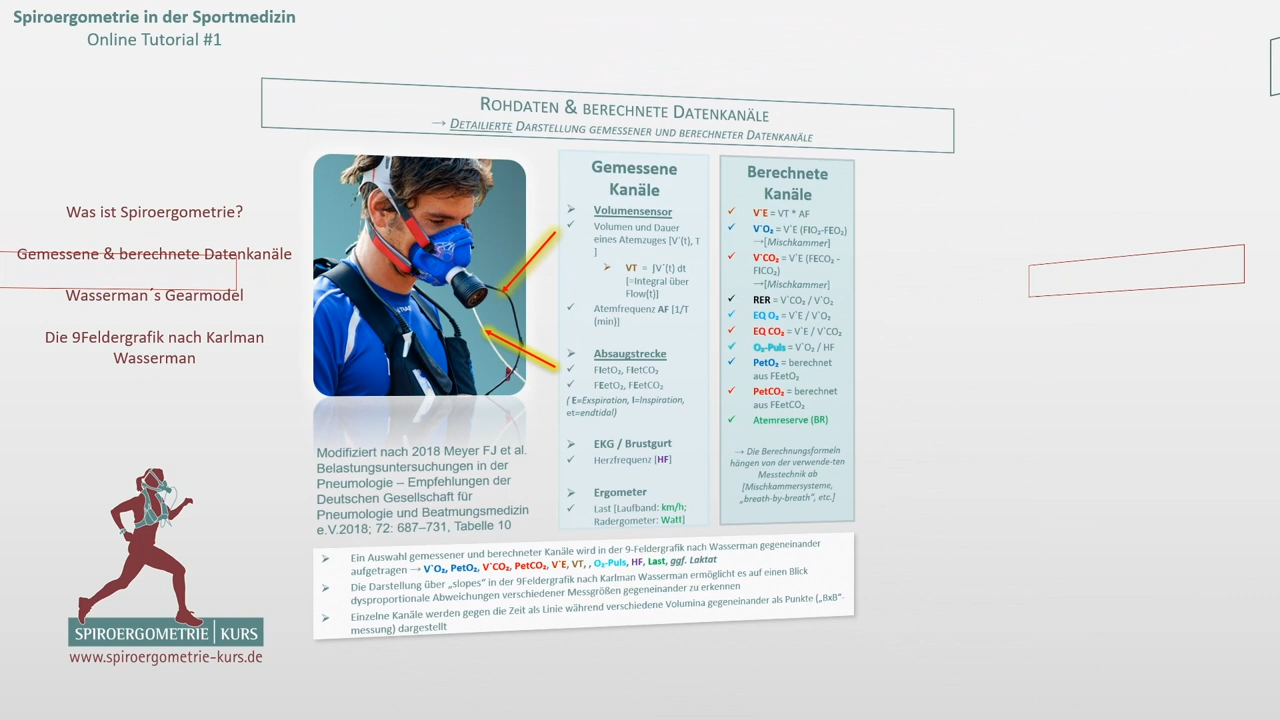 Spiroergometrie in der Sportmedizin
Online Tutorial #1
ROHDATEN & BERECHNETE DATENKANÄLE
→ DETAILIERTE DARSTELLUNG GEMESSENER UND BERECHNETER DATENKANÄLE
Was ist Spiroergometrie?
Gemessene & berechnete Datenkanäle
Wasserman´s Gearmodel
Die 9Feldergrafik nach Karlman
Wasserman
SPIROERGOMETRIE | KURS
www.spiroergometrie-kurs.de
Modifiziert nach 2018 Meyer FJ et al.
Belastungsuntersuchungen in der
Pneumologie – Empfehlungen der
Deutschen Gesellschaft für
Pneumologie und Beatmungsmedizin
e.V.2018; 72: 687–731, Tabelle 10
Gemessene
Kanäle
➢ Volumensensor
✓ Volumen und Dauer
eines Atemzuges [V´(t), T
]
➢ VT = ∫V´(t) dt
[=Integral über
Flow(t)]
✓ Atemfrequenz AF [1/T
(min)]
➢ Absaugstrecke
✓ FIetO₂, FIetCO₂
✓ FEetO₂, FEetCO₂
( E=Exspiration, I=Inspiration,
et=endtidal)
➢ EKG / Brustgurt
✓ Herzfrequenz [HF]
➢ Ergometer
✓ Last [Laufband: km/h;
Radergometer: Watt]
Berechnete
Kanäle
✓ V´E = VT * AF
✓ V´O₂ = V´E (FIO₂-FEO₂)
→[Mischkammer]
✓ V´CO₂ = V´E (FECO₂ -
FICO₂)
→[Mischkammer]
✓ RER = V´CO₂ / V´O₂
✓ EQ O₂ = V´E / V´O₂
✓ EQ CO₂ = V´E / V´CO₂
✓ O₂-Puls = V´O₂ / HF
✓ PetO₂ = berechnet
aus FEetO₂
✓ PetCO₂ = berechnet
aus FEetCO₂
✓ Atemreserve (BR)
→ Die Berechnungsformeln
hängen von der verwende-ten
Messtechnik ab
[Mischkammersysteme,
„breath-by-breath“, etc.]
➢ Ein Auswahl gemessener und berechneter Kanäle wird in der 9-Feldergrafik nach Wasserman gegeneinander
aufgetragen → V´O₂, PetO₂, V´CO₂, PetCO₂, V´E, VT, , O₂-Puls, HF, Last, ggf. Laktat
➢ Die Darstellung über „slopes“ in der 9Feldergrafik nach Karlman Wasserman ermöglicht es auf einen Blick
dysproportionale Abweichungen verschiedener Messgrößen gegeneinander zu erkennen
➢ Einzelne Kanäle werden gegen die Zeit als Linie während verschiedene Volumina gegeneinander als Punkte („BxB“-
messung) dargestellt